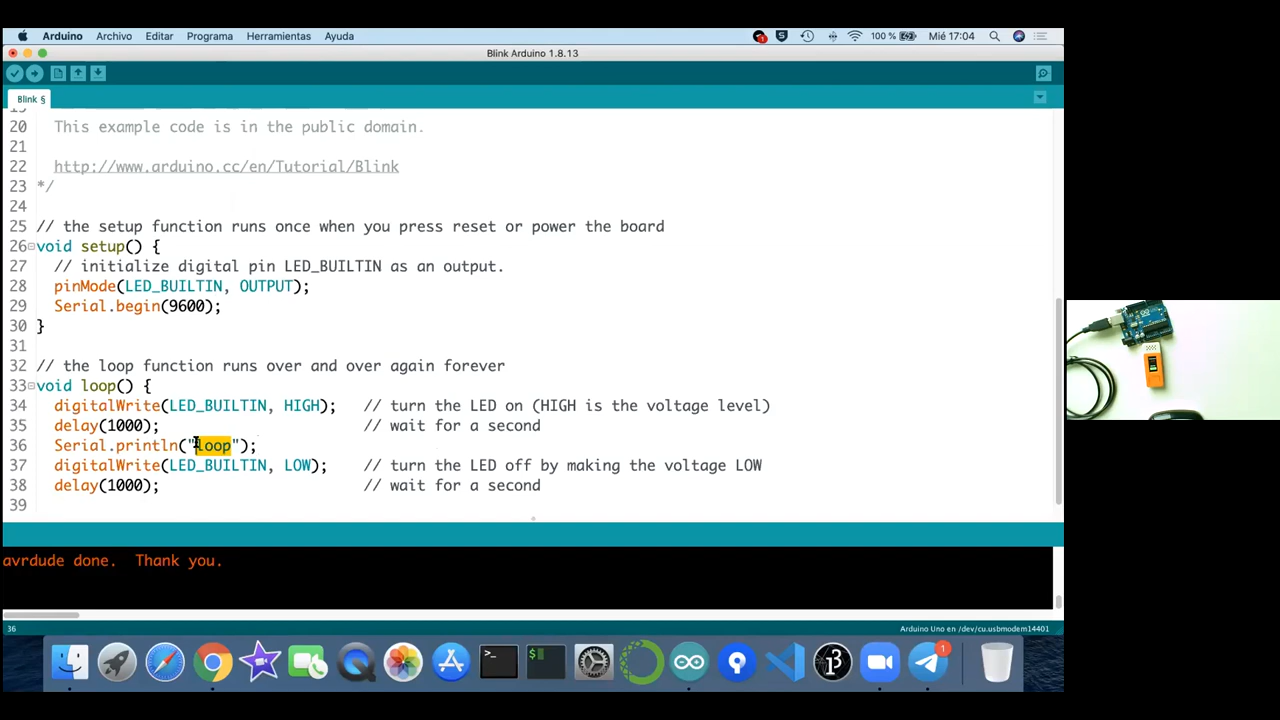 Arduino Archivo Editar Programa Herramientas Ayuda
1 100 % Mié 17:04
Blink Arduino 1.8.13
Blink §
20 This example code is in the public domain.
21
22 http://www.arduino.cc/en/Tutorial/Blink
23 */
24
25 // the setup function runs once when you press reset or power the board
26 void setup() {
27 // initialize digital pin LED_BUILTIN as an output.
28 pinMode(LED_BUILTIN, OUTPUT);
29 Serial.begin(9600);
30 }
31
32 // the loop function runs over and over again forever
33 void loop() {
34 digitalWrite(LED_BUILTIN, HIGH); // turn the LED on (HIGH is the voltage level)
35 delay(1000); // wait for a second
36 Serial.println("loop");
37 digitalWrite(LED_BUILTIN, LOW); // turn the LED off by making the voltage LOW
38 delay(1000); // wait for a second
39
avrdude done. Thank you.
36 Arduino Uno en /dev/cu.usbmodem14401
>_ $ i3 1